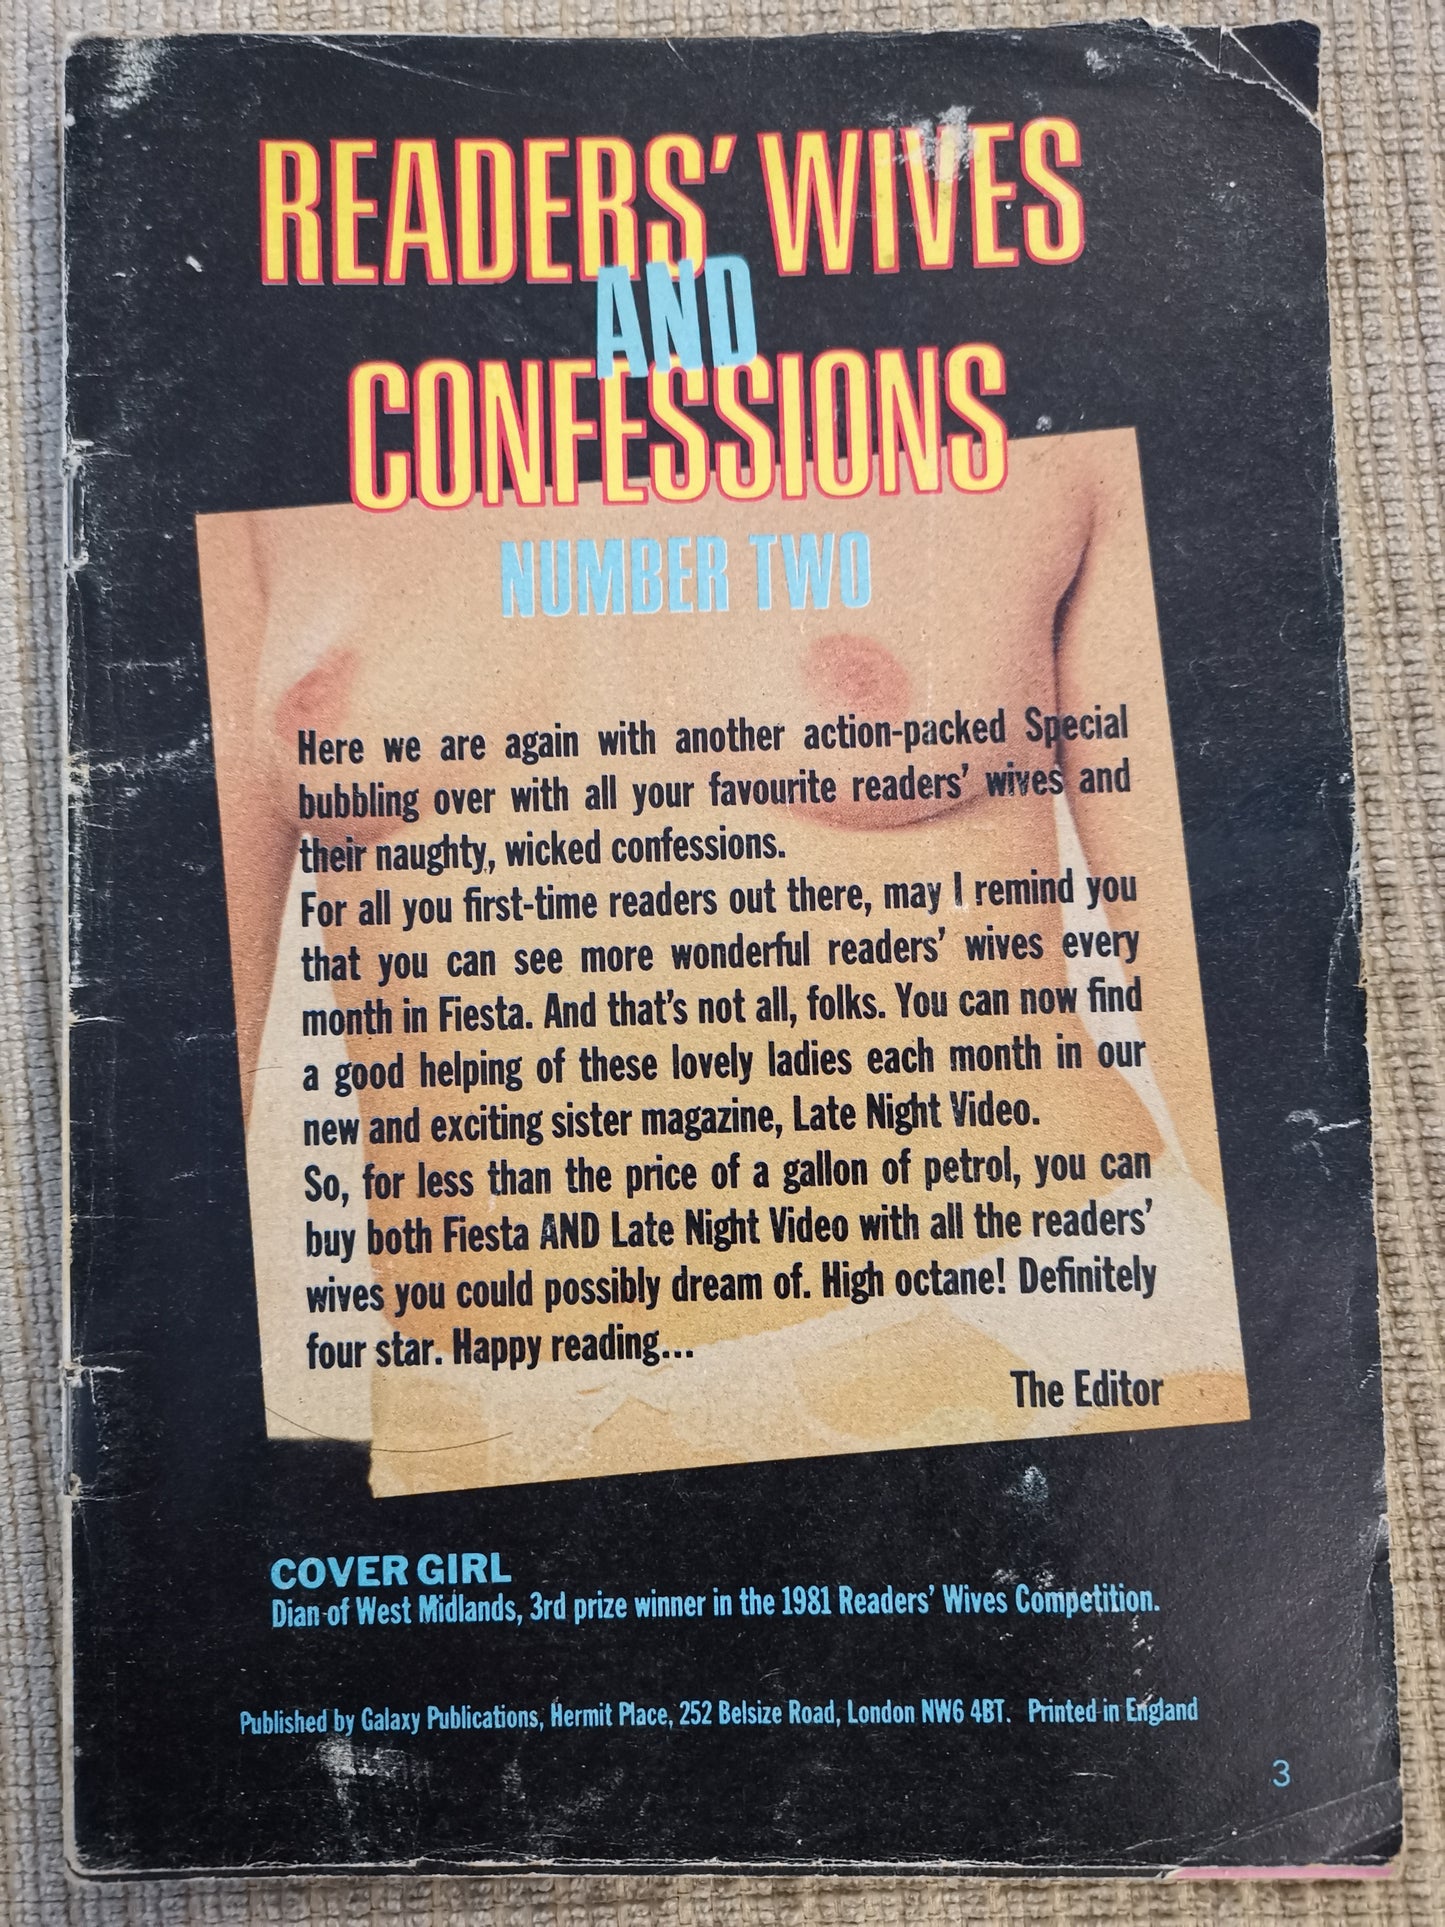 READERS' WIVES
AND
CONFESSIONS
NUMBER TWO
Here we are again with another action-packed Special
bubbling over with all your favourite readers' wives and
their naughty, wicked confessions.
For all you first-time readers out there, may I remind you
that you can see more wonderful readers' wives every
month in Fiesta. And that's not all, folks. You can now find
a good helping of these lovely ladies each month in our
new and exciting sister magazine, Late Night Video.
So, for less than the price of a gallon of petrol, you can
buy both Fiesta AND Late Night Video with all the readers'
wives you could possibly dream of. High octane! Definitely
four star. Happy reading...
The Editor
COVER GIRL
Dian of West Midlands, 3rd prize winner in the 1981 Readers' Wives Competition.
Published by Galaxy Publications, Hermit Place, 252 Belsize Road, London NW6 4BT. Printed in England
3